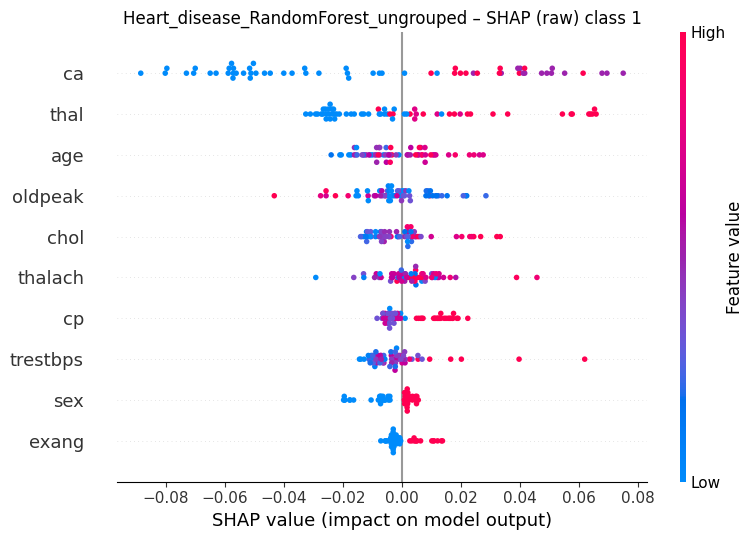 Heart_disease_RandomForest_ungrouped – SHAP (raw) class 1
High
ca
thal
age
oldpeak
chol
thalach
cp
trestbps
sex
exang
Feature value
Low
−0.08 −0.06 −0.04 −0.02 0.00 0.02 0.04 0.06 0.08
SHAP value (impact on model output)